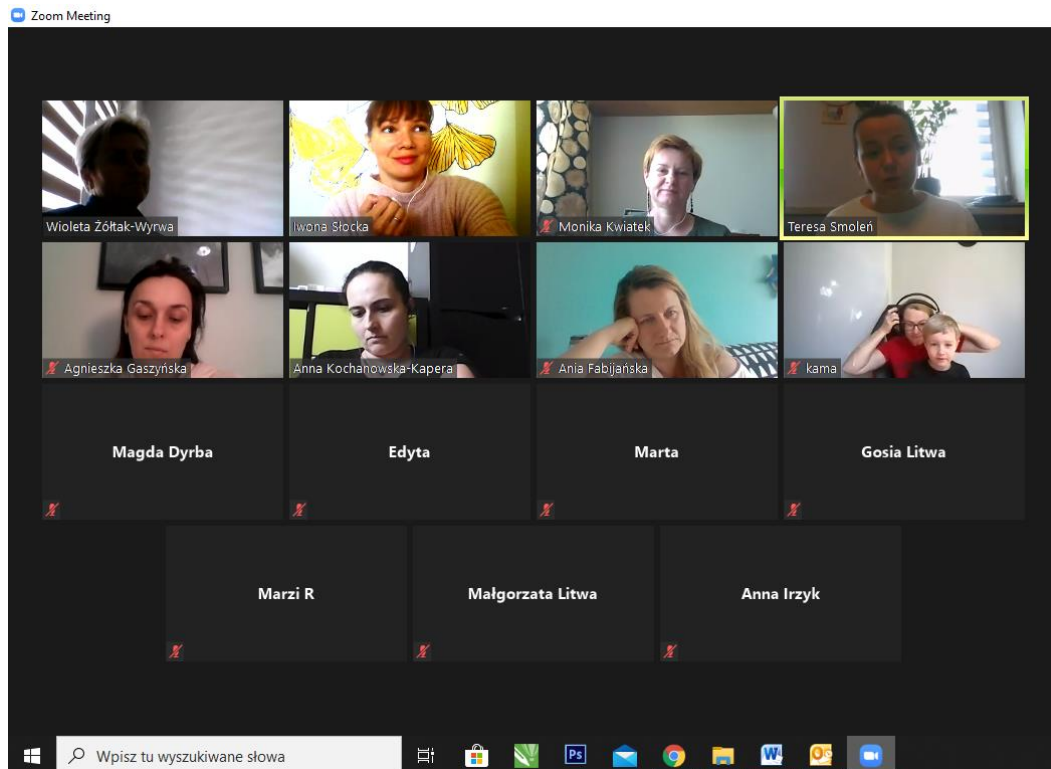 Zoom Meeting
Wioleta Żółtak-Wyrwa
Iwona Słocka
Monika Kwiatek
Teresa Smoleń
Agnieszka Gaszyńska
Anna Kochanowska-Kapera
Ania Fabijańska
kama
Magda Dyrba
Edyta
Marta
Gosia Litwa
Marzi R
Małgorzata Litwa
Anna Irzyk
Wpisz tu wyszukiwane słowa
Ps
W